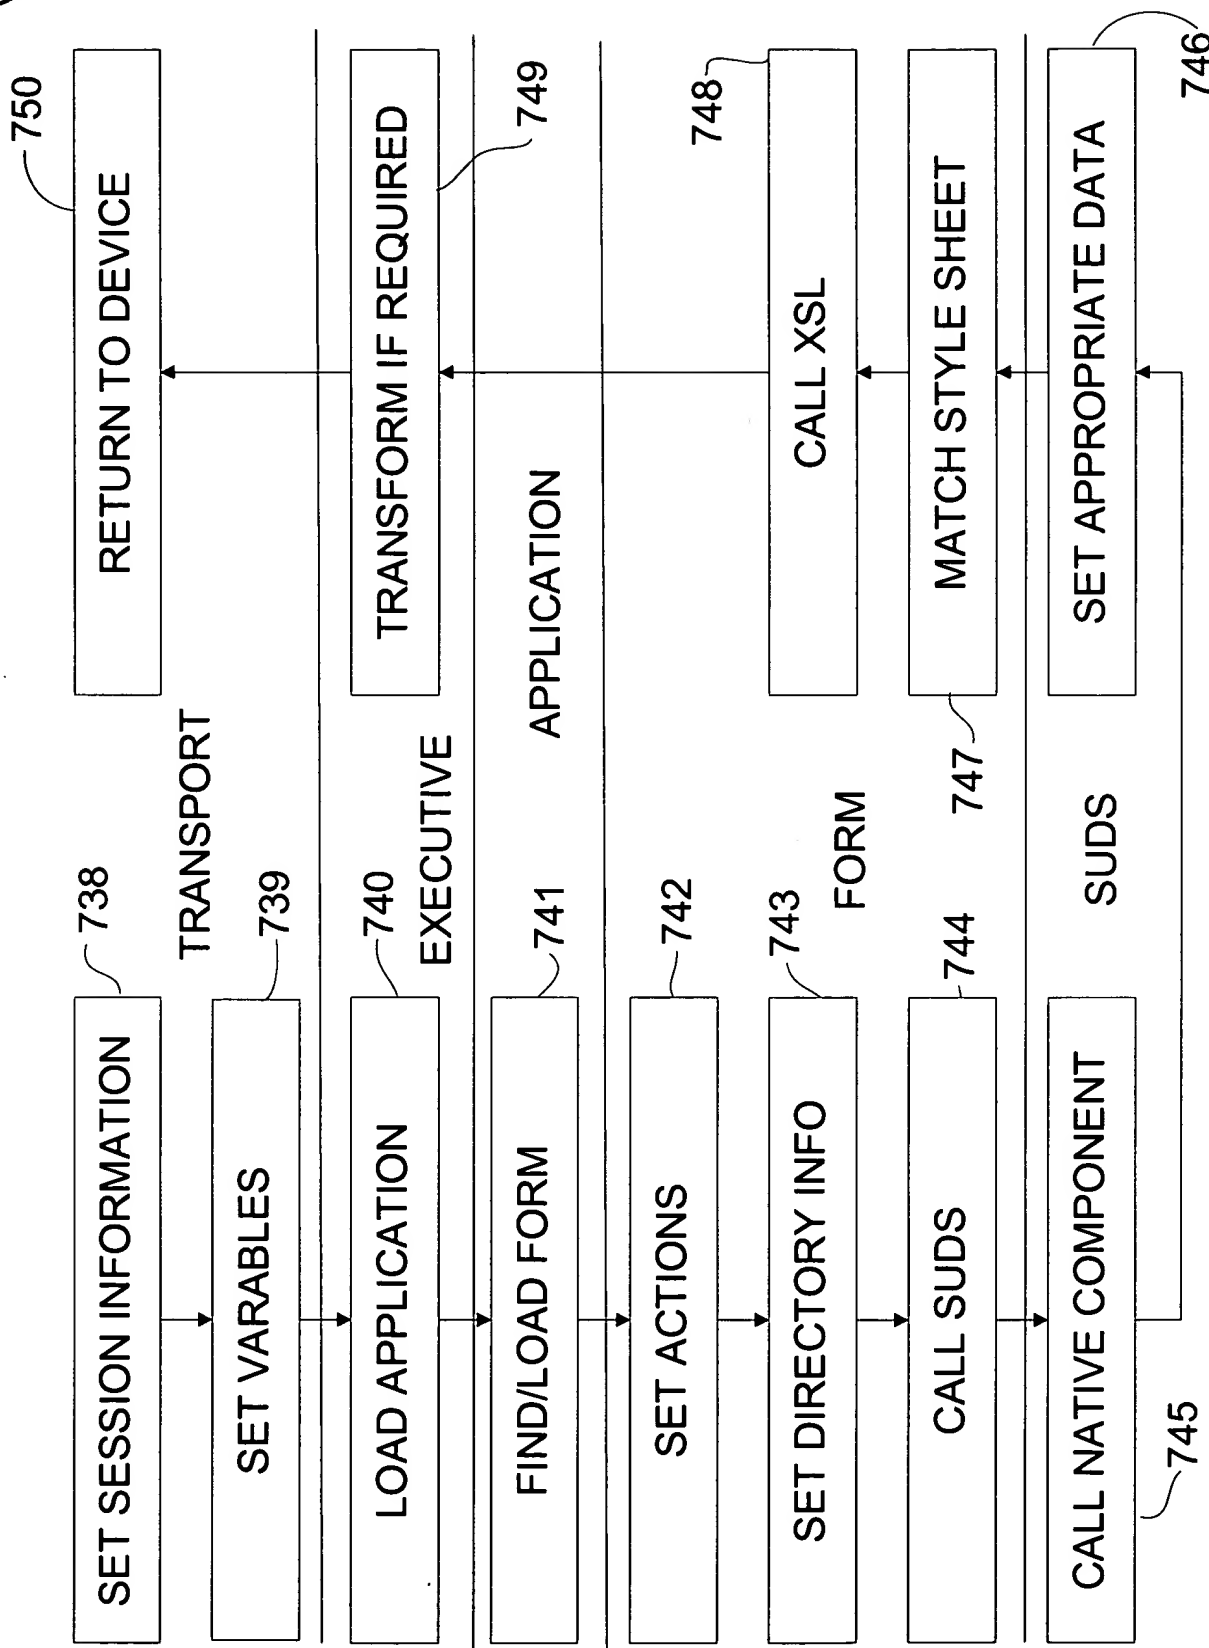 SET SESSION INFORMATION
738
TRANSPORT
SET VARABLES
739
LOAD APPLICATION
740
EXECUTIVE
FIND/LOAD FORM
741
APPLICATION
SET ACTIONS
742
SET DIRECTORY INFO
743
FORM
CALL SUDS
744
CALL NATIVE COMPONENT
745
SUDS
SET APPROPRIATE DATA
746
MATCH STYLE SHEET
747
CALL XSL
748
TRANSFORM IF REQUIRED
749
RETURN TO DEVICE
750